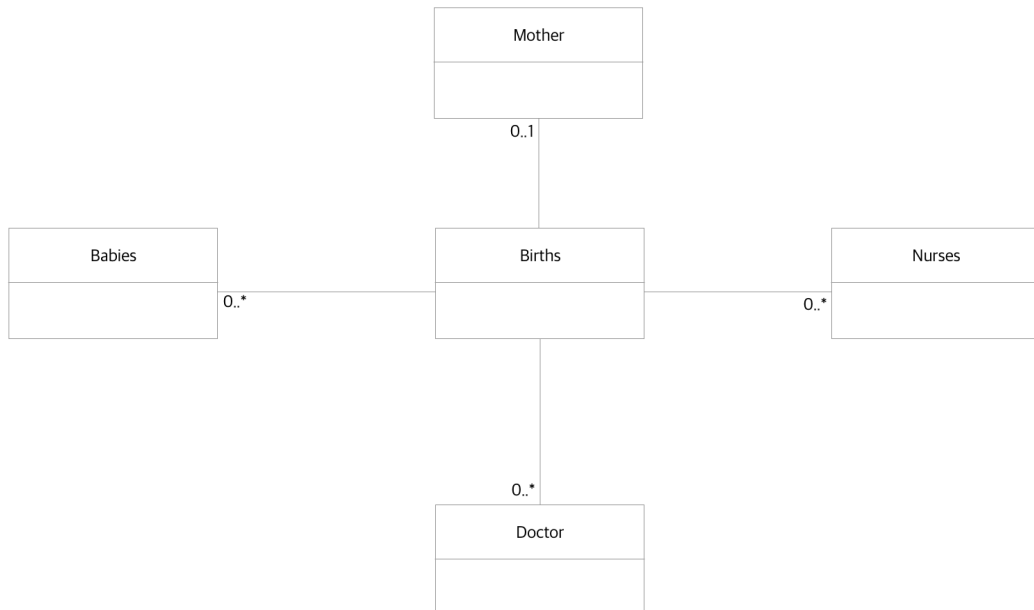 Mother
0..1
Babies
Births
Nurses
0..*
0..*
0..*
Doctor